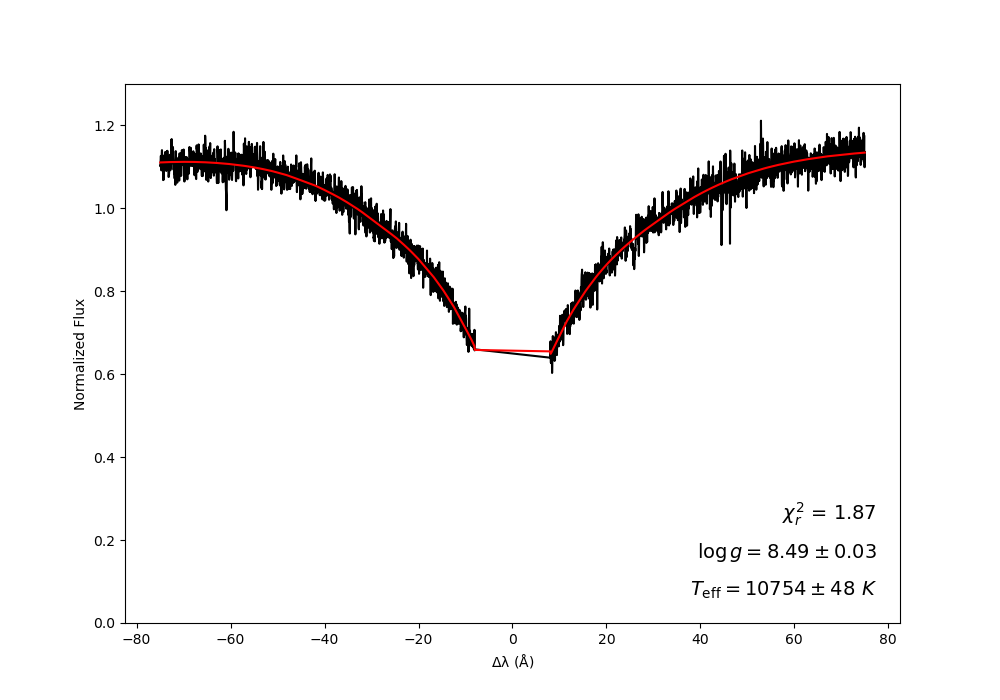 1.2
1.0
0.8
0.6
0.4
0.2
0.0
Normalized Flux
χ²ᵣ = 1.87
log g = 8.49 ± 0.03
T_eff = 10754 ± 48 K
−80 −60 −40 −20 0 20 40 60 80
Δλ (Å)